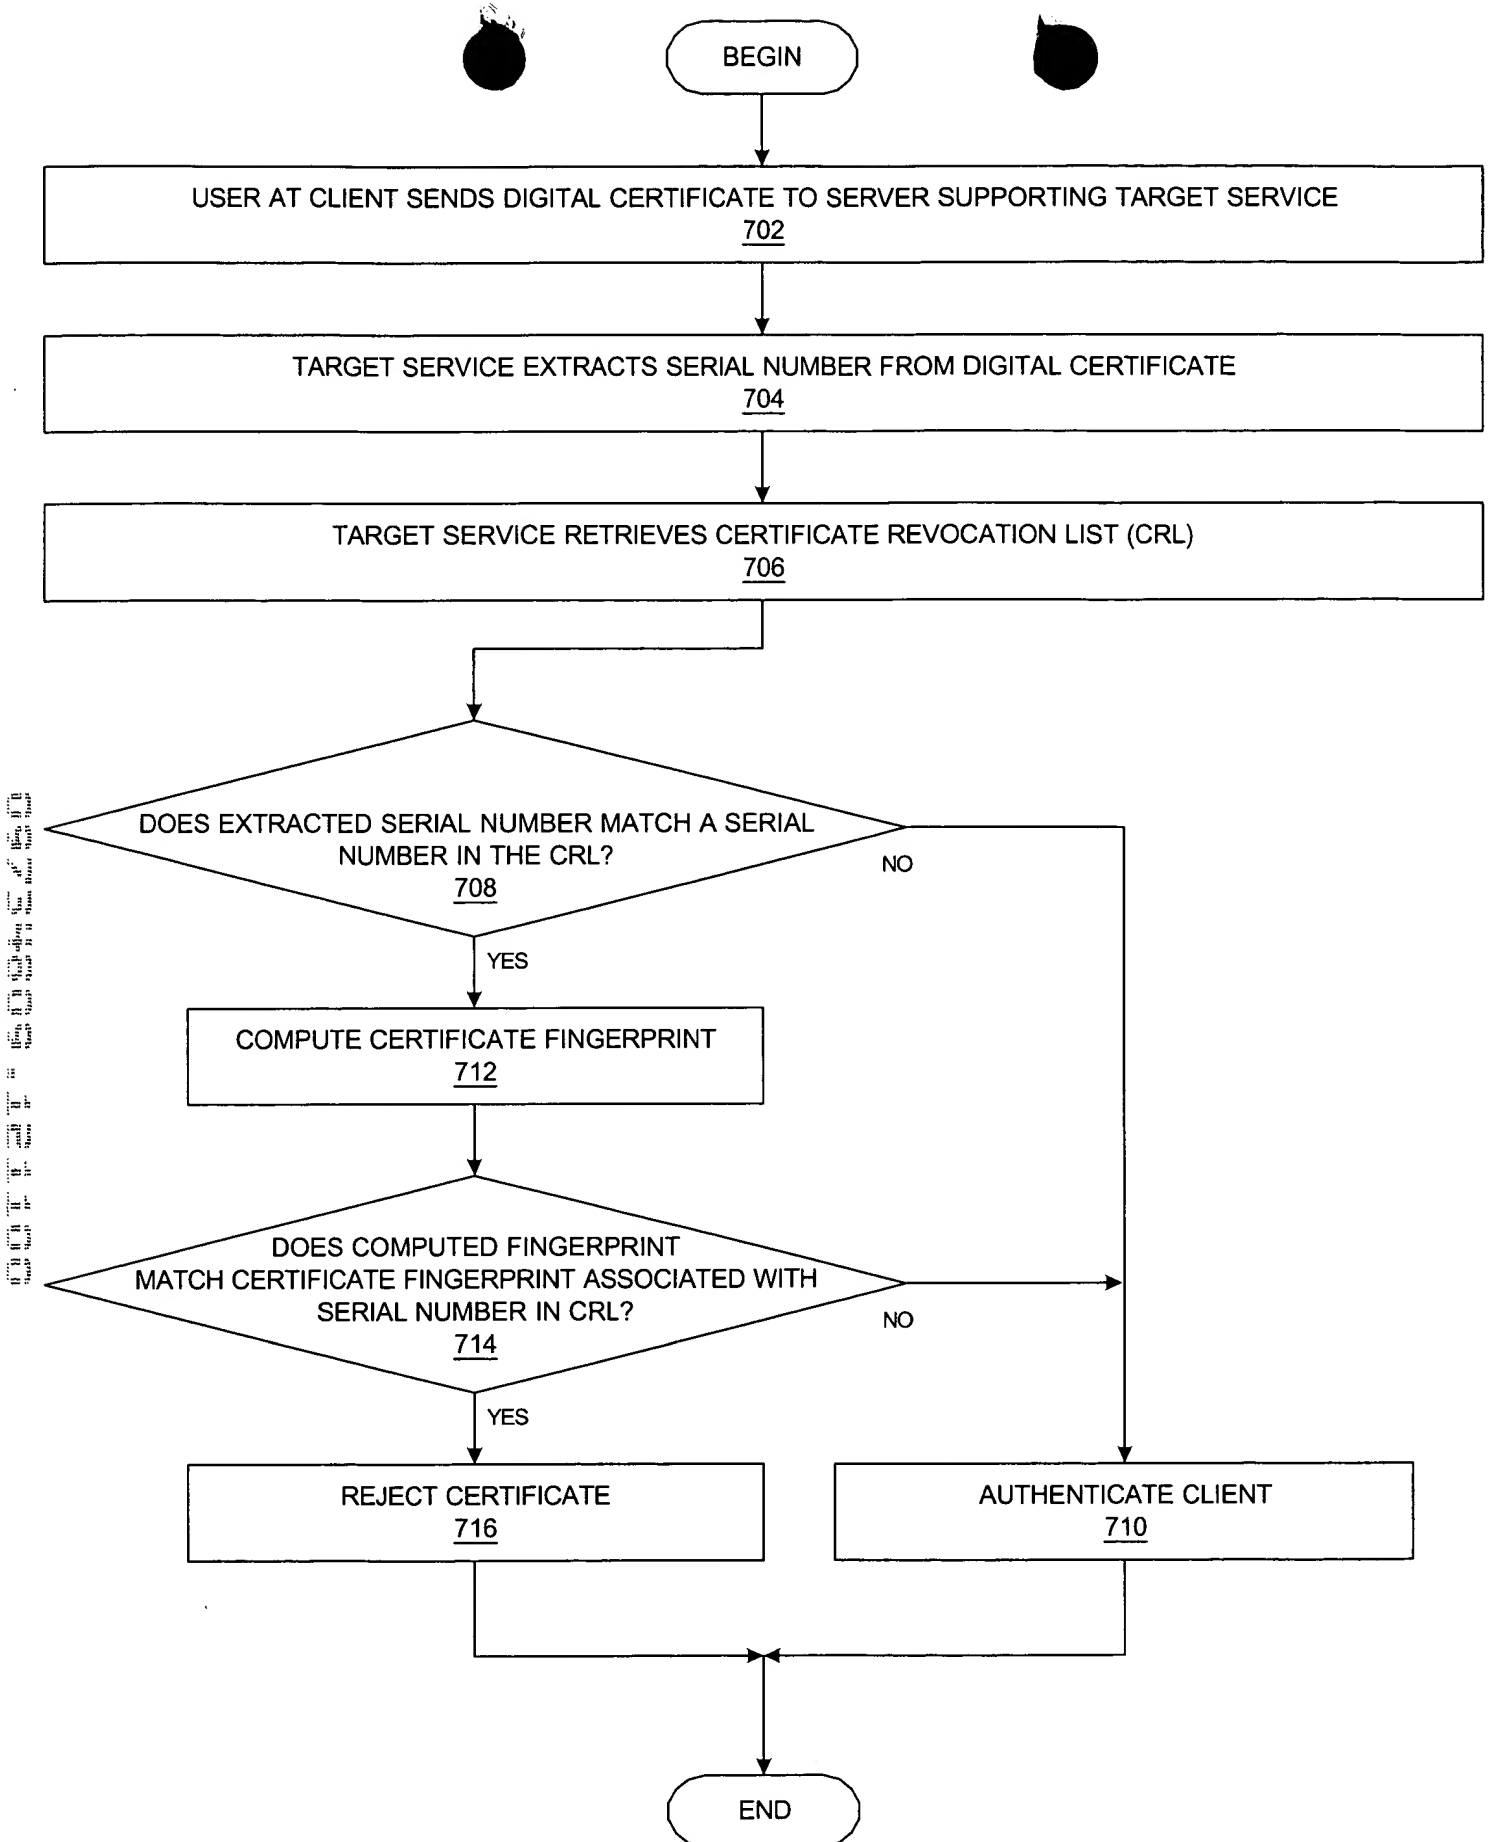 BEGIN
USER AT CLIENT SENDS DIGITAL CERTIFICATE TO SERVER SUPPORTING TARGET SERVICE
702
TARGET SERVICE EXTRACTS SERIAL NUMBER FROM DIGITAL CERTIFICATE
704
TARGET SERVICE RETRIEVES CERTIFICATE REVOCATION LIST (CRL)
706
DOES EXTRACTED SERIAL NUMBER MATCH A SERIAL
NUMBER IN THE CRL?
708
NO
YES
COMPUTE CERTIFICATE FINGERPRINT
712
DOES COMPUTED FINGERPRINT
MATCH CERTIFICATE FINGERPRINT ASSOCIATED WITH
SERIAL NUMBER IN CRL?
714
NO
YES
REJECT CERTIFICATE
716
AUTHENTICATE CLIENT
710
END